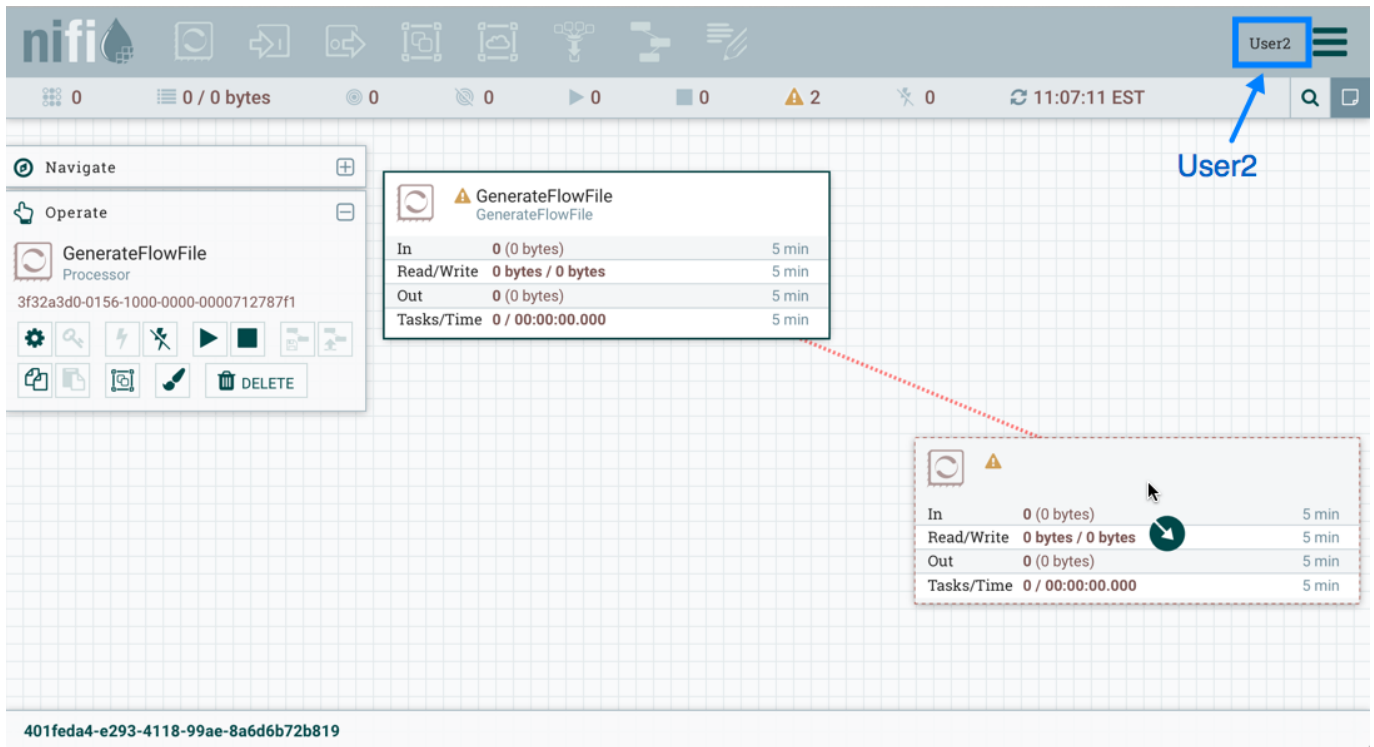 nifi
User2
0 0 / 0 bytes 0 0 0 0 2 0 11:07:11 EST
User2
Navigate
Operate
GenerateFlowFile
Processor
3f32a3d0-0156-1000-0000-0000712787f1
DELETE
GenerateFlowFile
GenerateFlowFile
In 0 (0 bytes) 5 min
Read/Write 0 bytes / 0 bytes 5 min
Out 0 (0 bytes) 5 min
Tasks/Time 0 / 00:00:00.000 5 min
In 0 (0 bytes) 5 min
Read/Write 0 bytes / 0 bytes 5 min
Out 0 (0 bytes) 5 min
Tasks/Time 0 / 00:00:00.000 5 min
401feda4-e293-4118-99ae-8a6d6b72b819